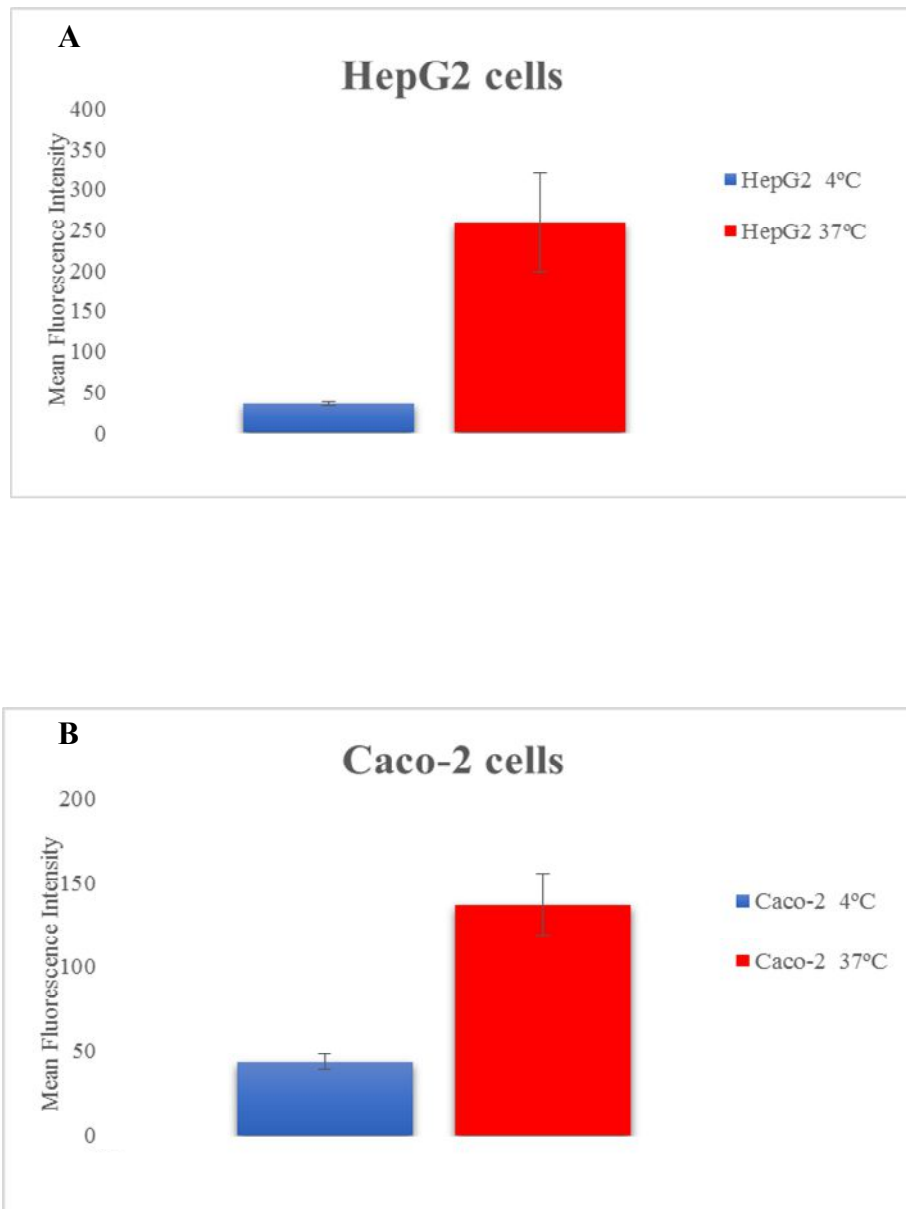 A
HepG2 cells
Mean Fluorescence Intensity
400
350
300
250
200
150
100
50
0
HepG2 4ºC
HepG2 37ºC
B
Caco-2 cells
Mean Fluorescence Intensity
200
150
100
50
0
Caco-2 4ºC
Caco-2 37ºC